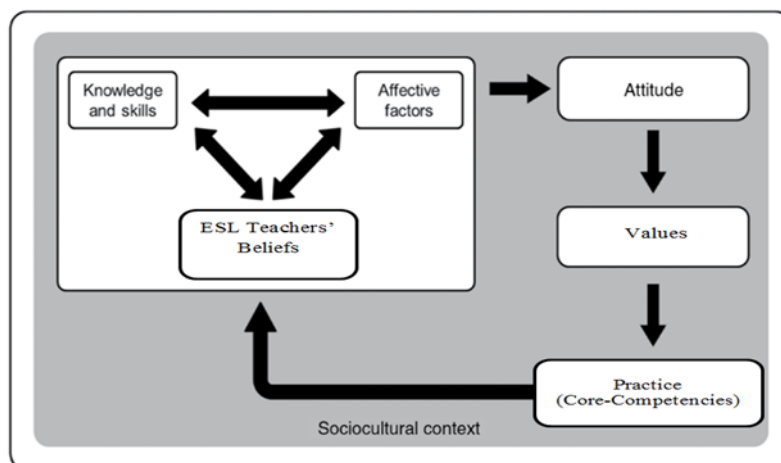 Knowledge
and skills
Affective
factors
Attitude
ESL Teachers’
Beliefs
Values
Practice
(Core-Competencies)
Sociocultural context